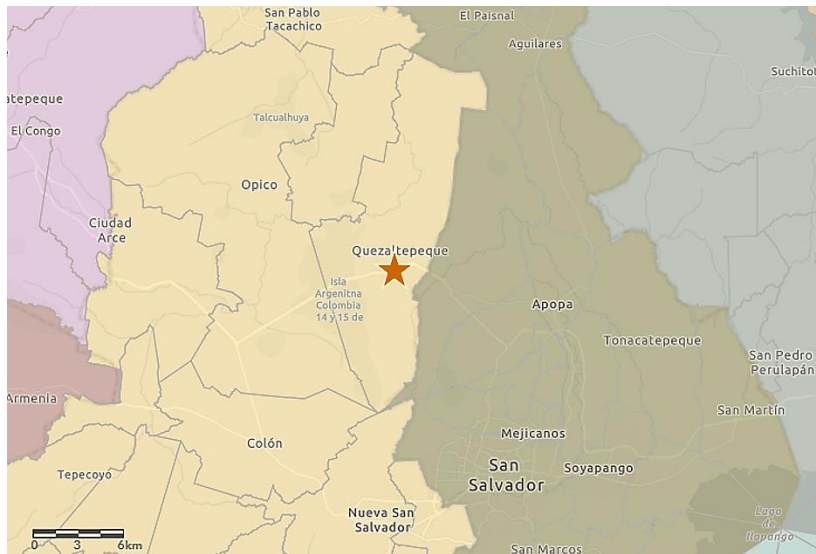 San Pablo
Tacachico
El Paisnal
Aguilares
Suchitot
atepeque
El Congo
Talcualhuya
Opico
Ciudad
Arce
Quezaltepeque
Isla
Argenitna
Colombia
14 y 15 de
Apopa
Tonacatepeque
San Pedro
Perulapán
Armenia
San Martín
Colón
Mejicanos
San
Salvador
Soyapango
Tepecoyo
Nueva San
Salvador
Lago
de
Ilopango
San Marcos
0 3 6km